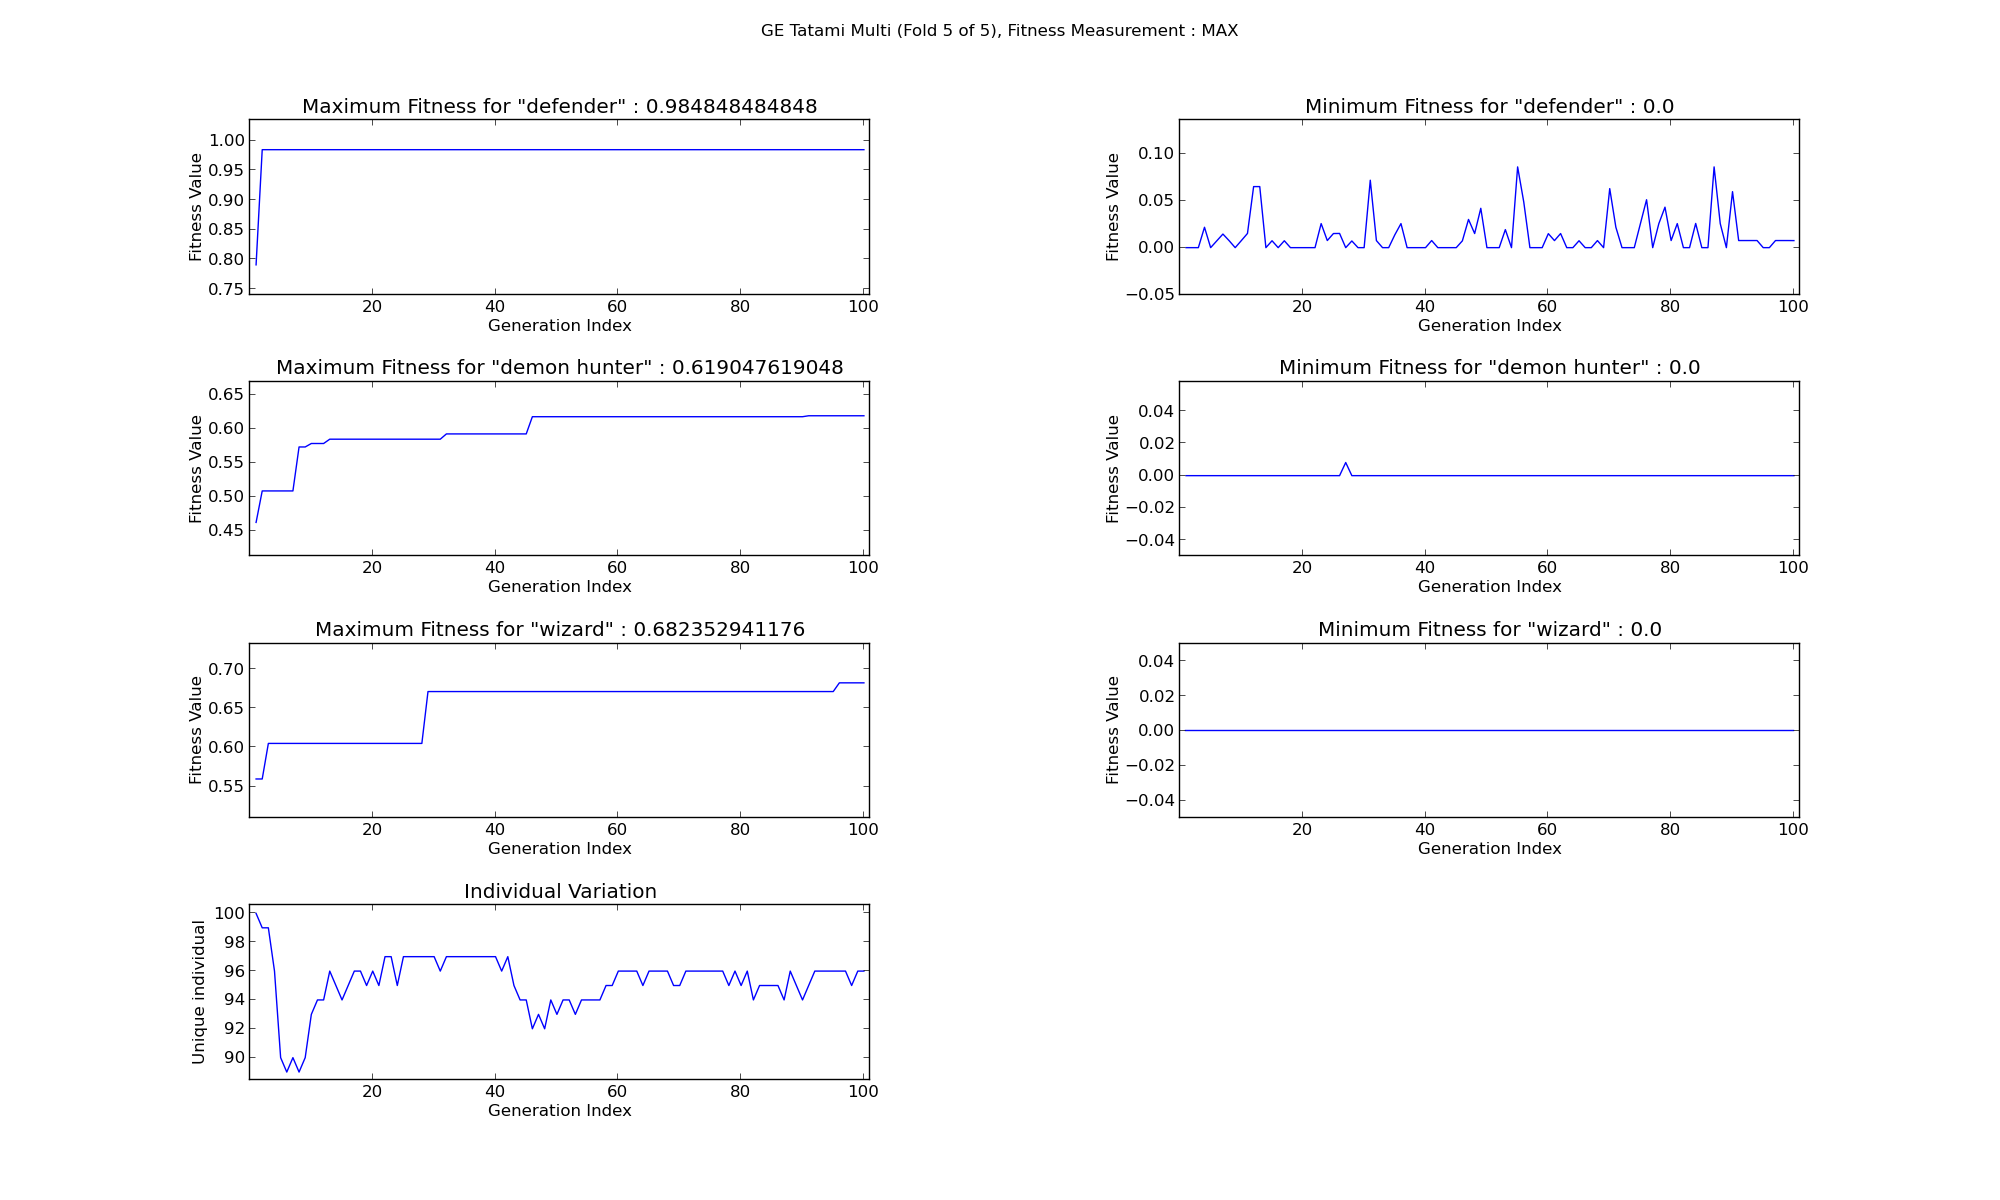 GE Tatami Multi (Fold 5 of 5), Fitness Measurement : MAX
Maximum Fitness for "defender" : 0.984848484848
1.00
0.95
0.90
0.85
0.80
0.75
Fitness Value
20 40 60 80 100
Generation Index
Minimum Fitness for "defender" : 0.0
0.10
0.05
0.00
−0.05
Fitness Value
20 40 60 80 100
Generation Index
Maximum Fitness for "demon hunter" : 0.619047619048
0.65
0.60
0.55
0.50
0.45
Fitness Value
20 40 60 80 100
Generation Index
Minimum Fitness for "demon hunter" : 0.0
0.04
0.02
0.00
−0.02
−0.04
Fitness Value
20 40 60 80 100
Generation Index
Maximum Fitness for "wizard" : 0.682352941176
0.70
0.65
0.60
0.55
Fitness Value
20 40 60 80 100
Generation Index
Minimum Fitness for "wizard" : 0.0
0.04
0.02
0.00
−0.02
−0.04
Fitness Value
20 40 60 80 100
Generation Index
Individual Variation
100
98
96
94
92
90
Unique individual
20 40 60 80 100
Generation Index